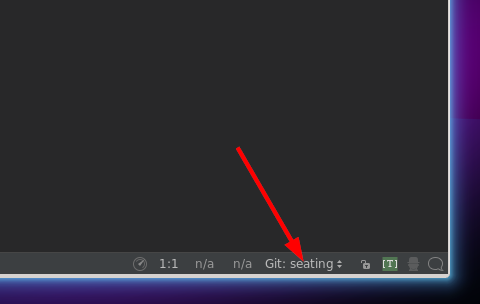 1:1 n/a n/a Git: seating [T]